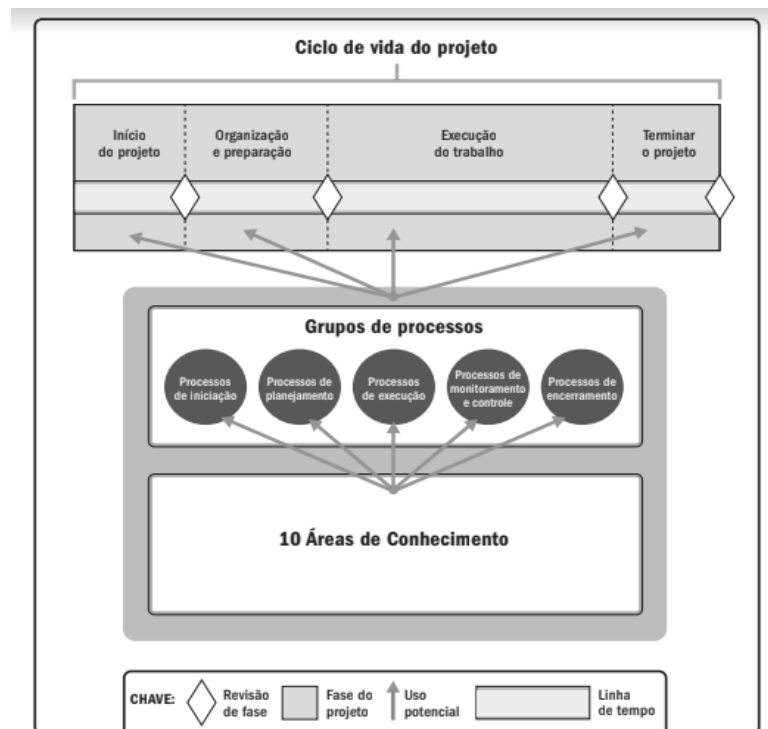 Ciclo de vida do projeto
Início
do projeto
Organização
e preparação
Execução
do trabalho
Terminar
o projeto
Grupos de processos
Processos
de iniciação
Processos de
planejamento
Processos
de execução
Processos de
monitoramento
e controle
Processos de
encerramento
10 Áreas de Conhecimento
CHAVE:
Revisão
de fase
Fase do
projeto
Uso
potencial
Linha
de tempo